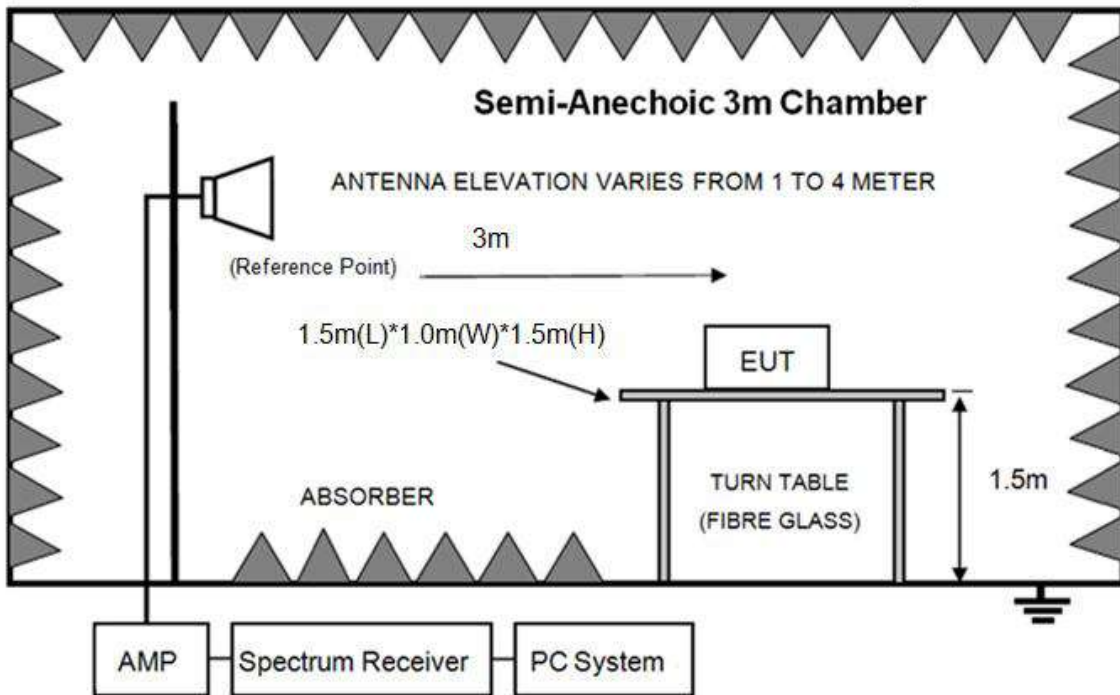 Semi-Anechoic 3m Chamber
ANTENNA ELEVATION VARIES FROM 1 TO 4 METER
3m
(Reference Point)
1.5m(L)*1.0m(W)*1.5m(H)
EUT
ABSORBER
TURN TABLE
(FIBRE GLASS)
1.5m
AMP
Spectrum Receiver
PC System